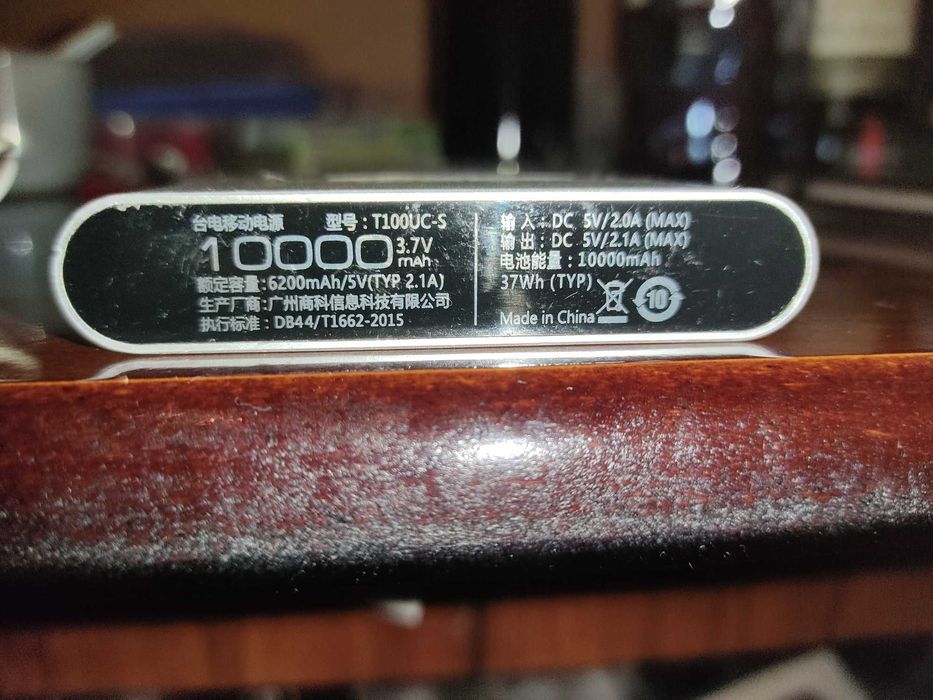 台电移动电源 型号：T100UC-S
10000 3.7V mAh
额定容量：6200mAh/5V(TYP 2.1A)
生产厂商：广州商科信息科技有限公司
执行标准：DB44/T1662-2015
输入：DC 5V/2.0A (MAX)
输出：DC 5V/2.1A (MAX)
电池能量：10000mAh
37Wh (TYP)
Made in China
10